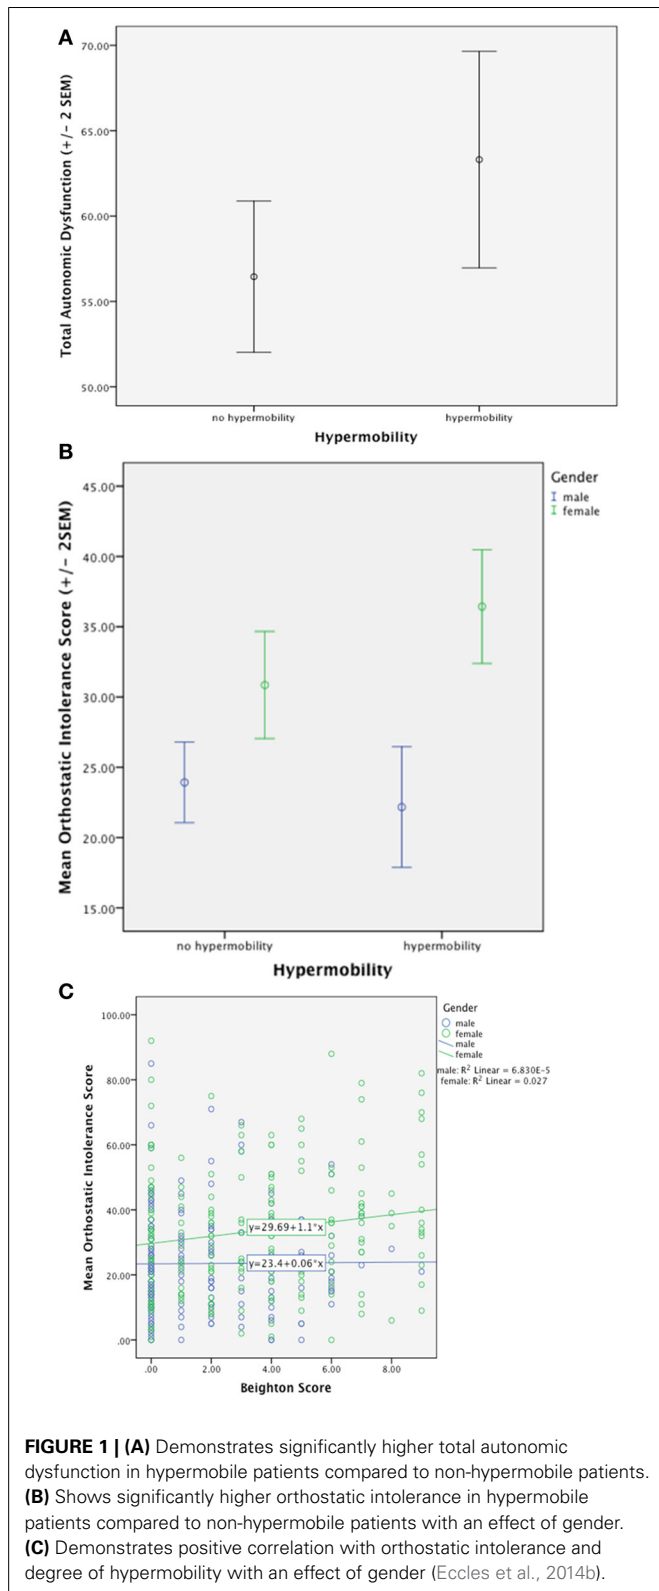 A
70.00
65.00
60.00
55.00
50.00
Total Autonomic Dysfunction (+/- 2 SEM)
no hypermobility
hypermobility
Hypermobility
B
45.00
40.00
35.00
30.00
25.00
20.00
15.00
Mean Orthostatic Intolerance Score (+/- 2SEM)
no hypermobility
hypermobility
Hypermobility
Gender
male
female
C
100.00
80.00
60.00
40.00
20.00
.00
Mean Orthostatic Intolerance Score
y=29.69+1.1*x
y=23.4+0.06*x
.00 2.00 4.00 6.00 8.00
Beighton Score
Gender
male
female
male
female
male: R² Linear = 6.830E-5
female: R² Linear = 0.027
FIGURE 1 | (A) Demonstrates significantly higher total autonomic
dysfunction in hypermobile patients compared to non-hypermobile patients.
(B) Shows significantly higher orthostatic intolerance in hypermobile
patients compared to non-hypermobile patients with an effect of gender.
(C) Demonstrates positive correlation with orthostatic intolerance and
degree of hypermobility with an effect of gender (Eccles et al., 2014b).